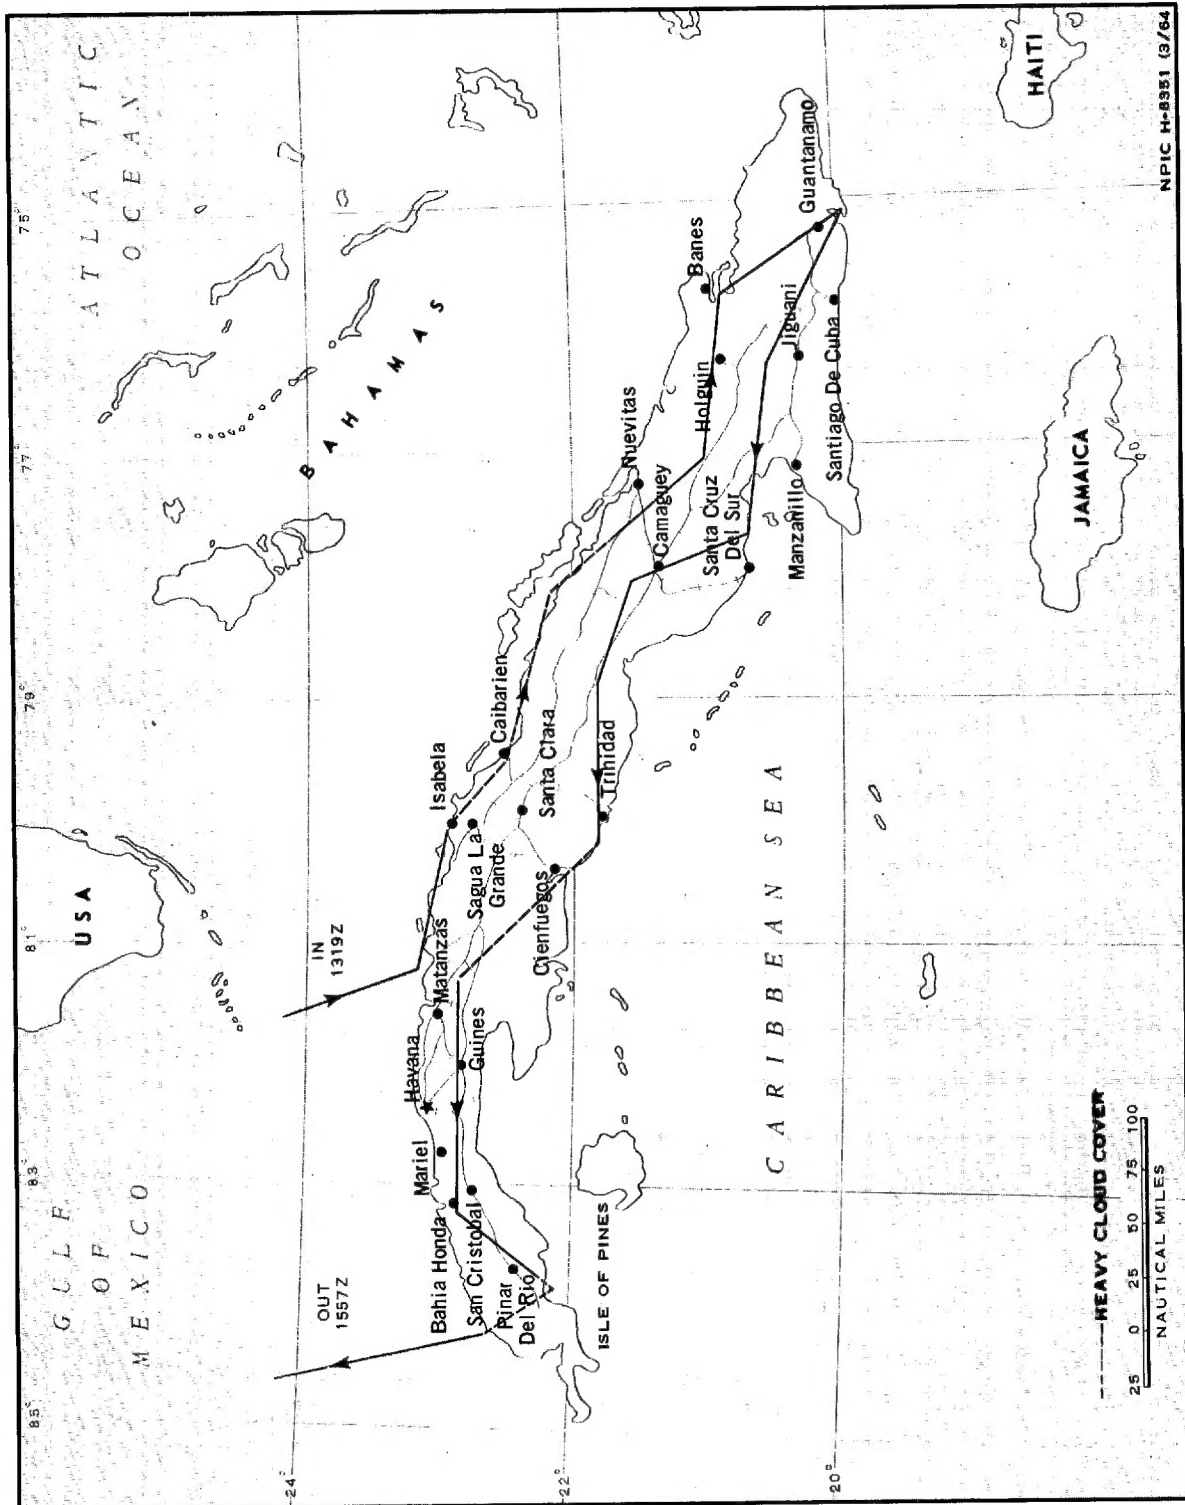 85°
83°
81°
79°
77°
75°
GULF
OF
MEXICO
USA
ATLANTIC
OCEAN
BAHAMAS
OUT
1557Z
IN
1319Z
24°
22°
20°
Havana
Mariel
Bahia Honda
San Cristobal
Pinar
Del Rio
Matanzas
Guines
Isabela
Sagua La
Grande
Caibarien
Santa Clara
Cienfuegos
Trinidad
Nuevitas
Camaguey
Santa Cruz
Del Sur
Holguin
Banes
Manzanillo
Jiguani
Santiago De Cuba
Guantanamo
ISLE OF PINES
CARIBBEAN SEA
JAMAICA
HAITI
HEAVY CLOUD COVER
25 0 25 50 75 100
NAUTICAL MILES
NPIC H-8351 (3/64)